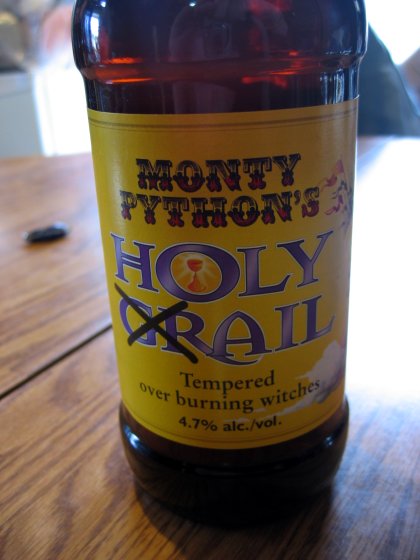 MONTY
PYTHON'S
HOLY
GRAIL
Tempered
over burning witches
4.7% alc./vol.